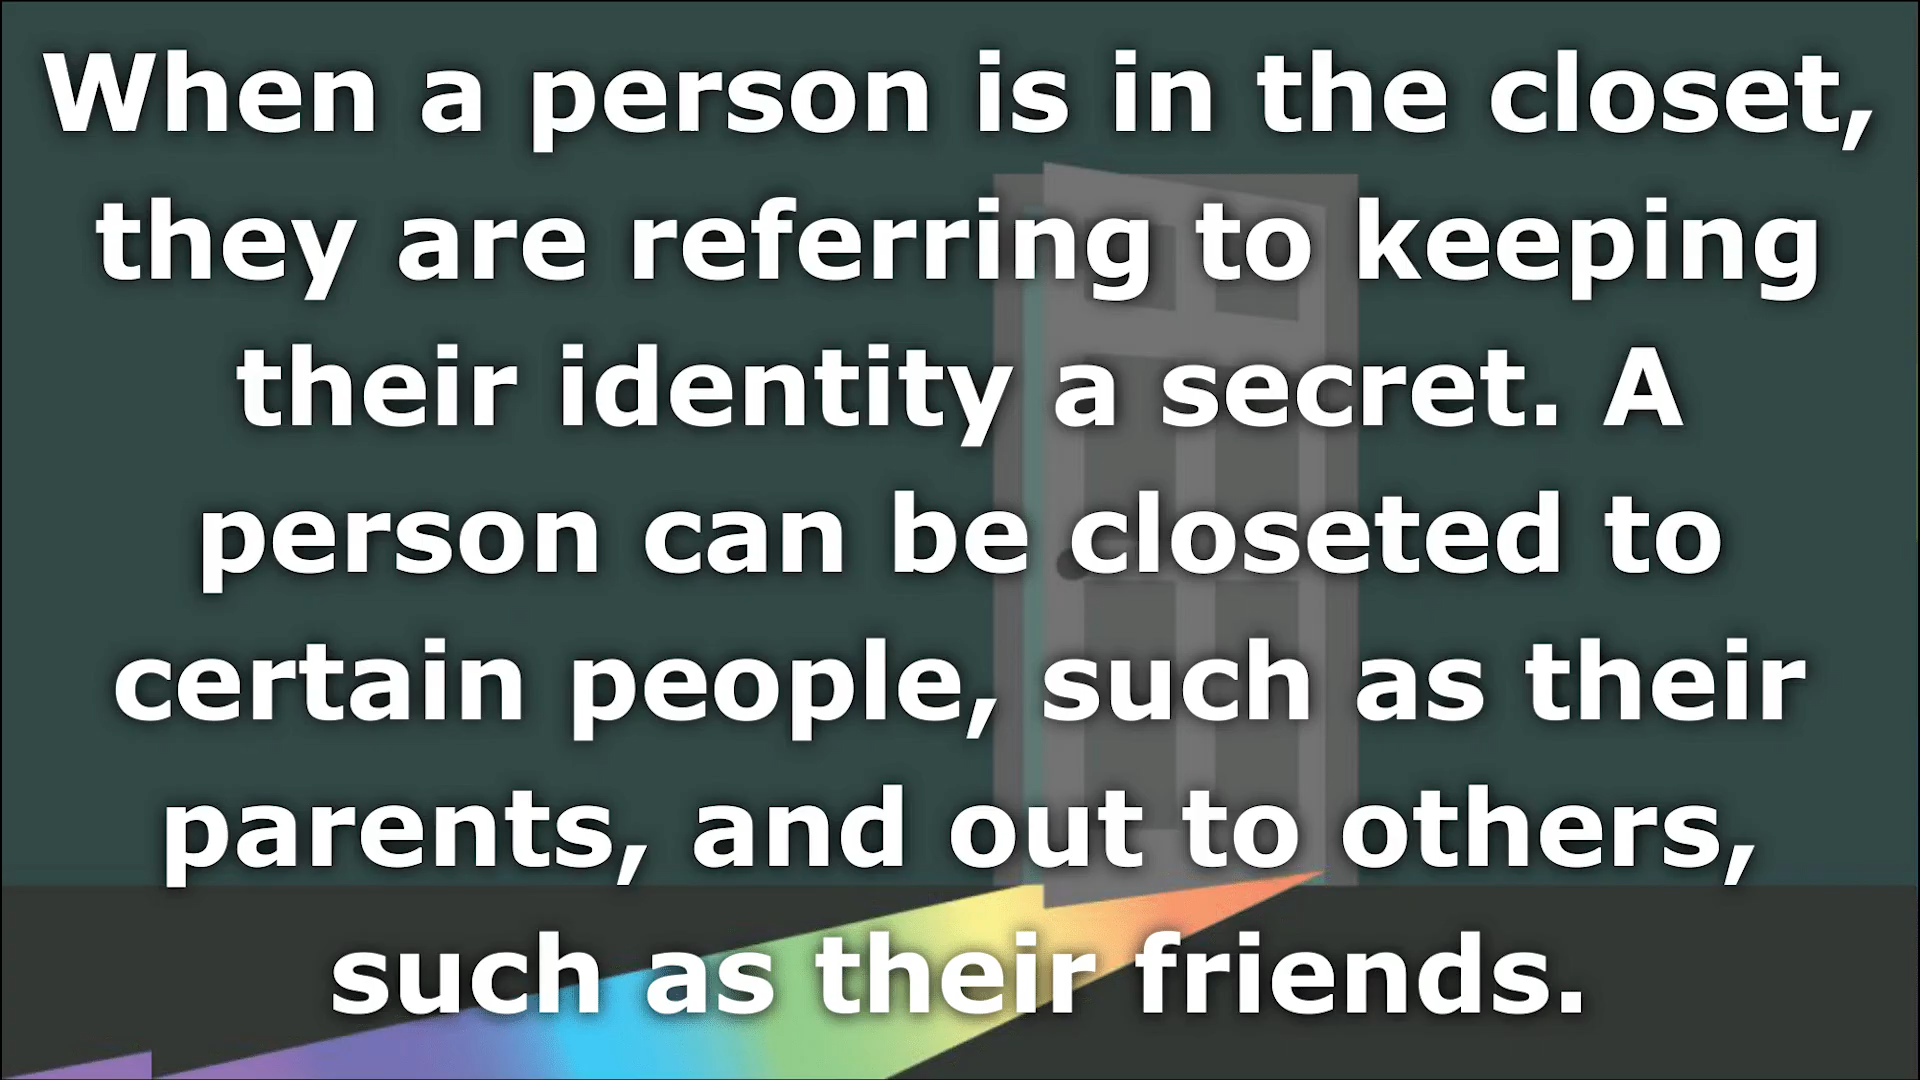 When a person is in the closet,
they are referring to keeping
their identity a secret. A
person can be closeted to
certain people, such as their
parents, and out to others,
such as their friends.